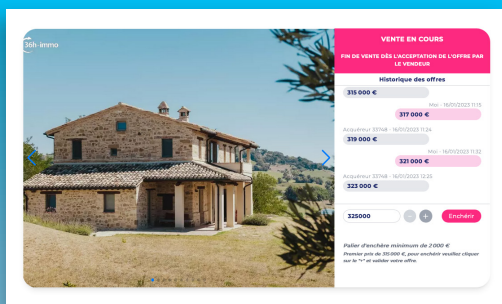 36h-immo
VENTE EN COURS
FIN DE VENTE DÈS L'ACCEPTATION DE L'OFFRE PAR
LE VENDEUR
Historique des offres
315 000 €
Moi - 16/01/2023 11:15
317 000 €
Acquéreur 33748 - 16/01/2023 11:24
319 000 €
Moi - 16/01/2023 11:32
321 000 €
Acquéreur 33748 - 16/01/2023 12:25
323 000 €
325000
-
+
Enchérir
Palier d'enchère minimum de 2 000 €
Premier prix de 315 000 €, pour enchérir veuillez cliquer
sur le "+" et valider votre offre.